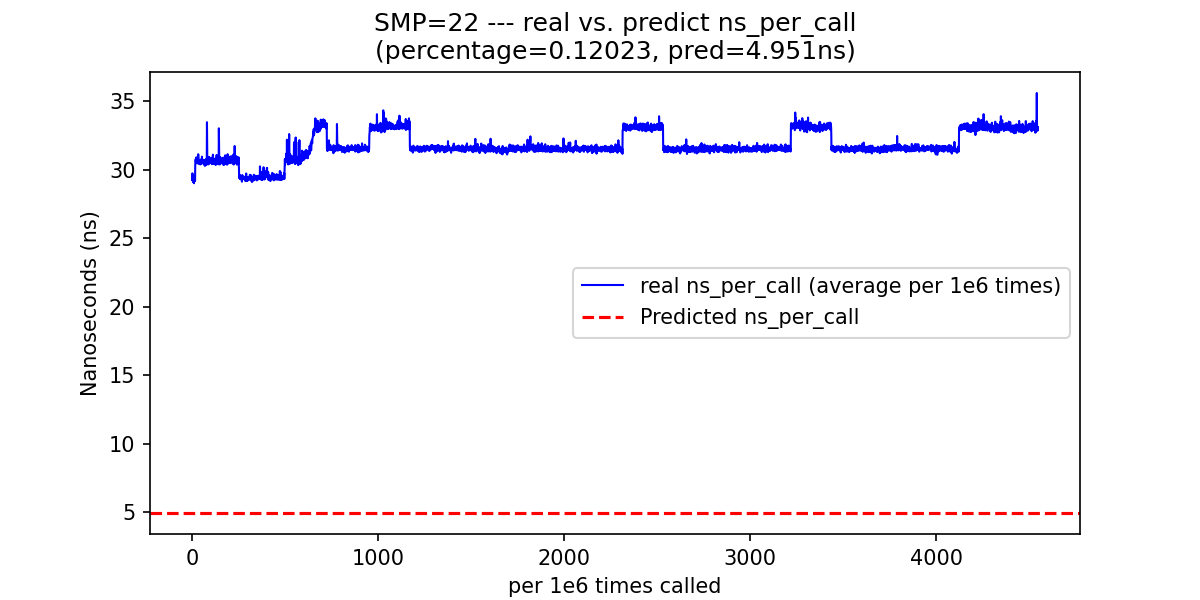 SMP=22 --- real vs. predict ns_per_call
(percentage=0.12023, pred=4.951ns)
35
30
25
20
15
10
5
Nanoseconds (ns)
real ns_per_call (average per 1e6 times)
Predicted ns_per_call
0 1000 2000 3000 4000
per 1e6 times called